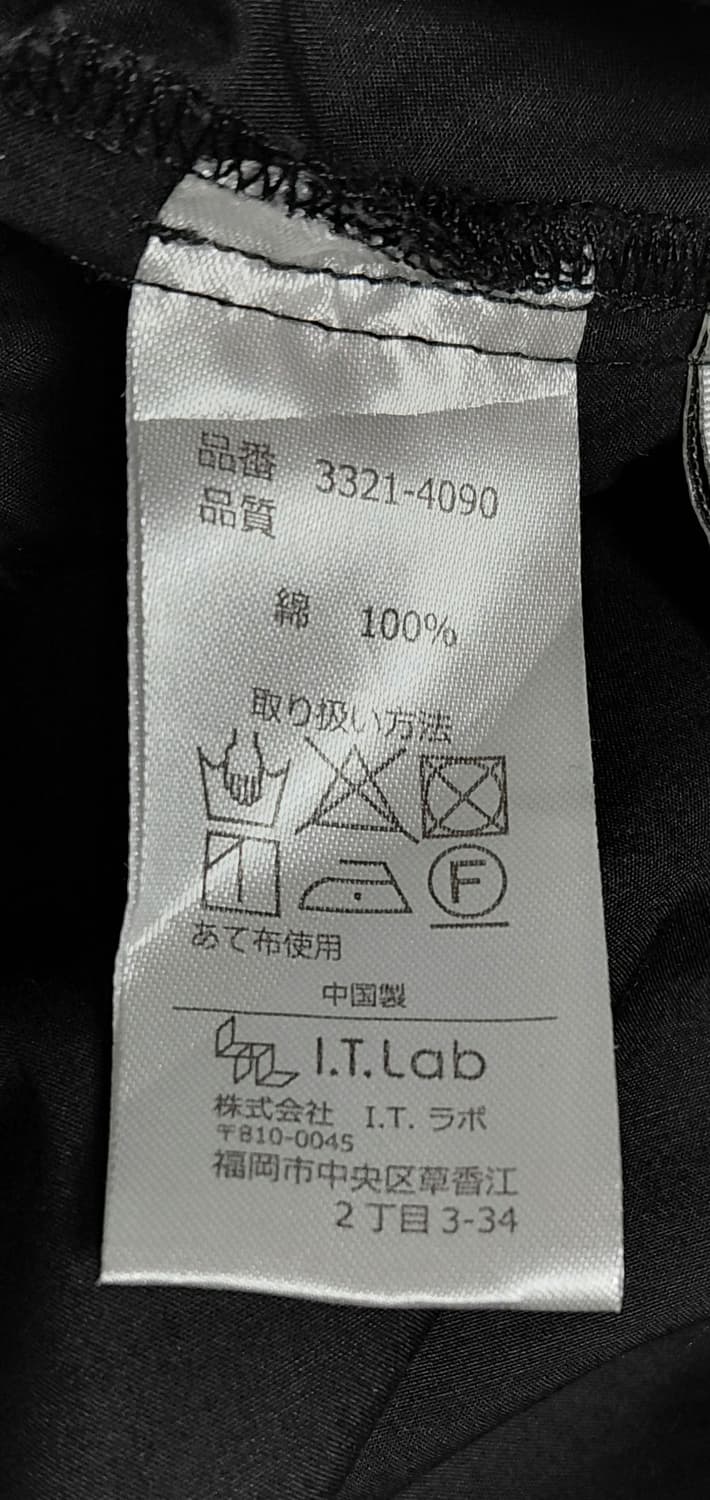 品番 3321-4090
品質
綿 100%
取り扱い方法
F
あて布使用
中国製
I.T.Lab
株式会社 I.T. ラボ
〒810-0045
福岡市中央区草香江
2丁目3-34